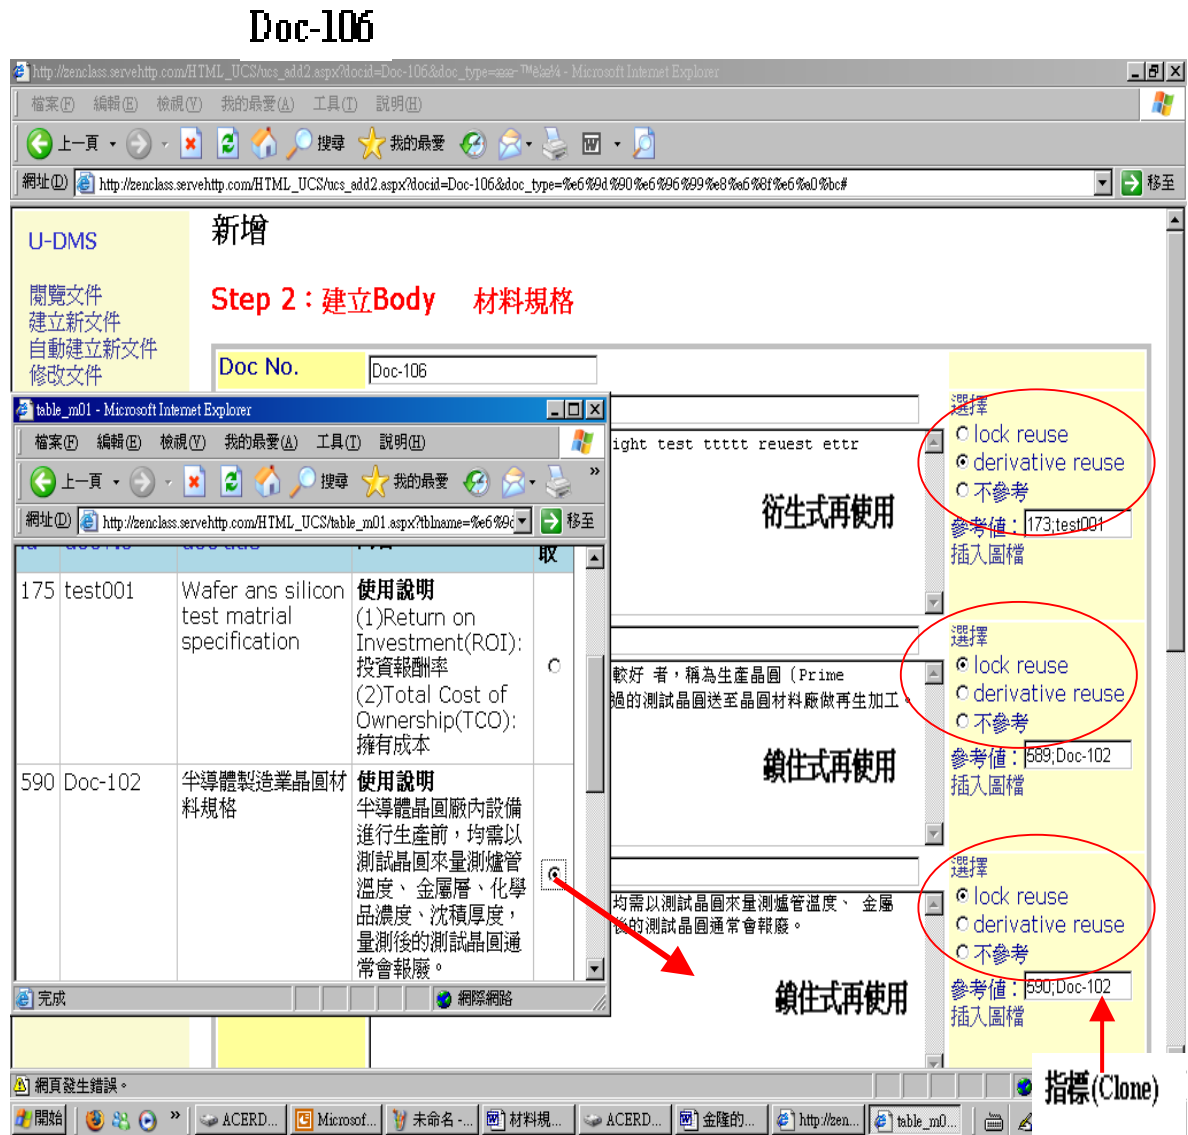 Doc-106
http://zenclass.servehttp.com/HTML_UCS/ucs_add2.aspx?docid=Doc-106&doc_type= - Microsoft Internet Explorer
檔案(F) 編輯(E) 檢視(V) 我的最愛(A) 工具(T) 說明(H)
上一頁 搜尋 我的最愛
網址(D) http://zenclass.servehttp.com/HTML_UCS/ucs_add2.aspx?docid=Doc-106&doc_type=%e6%9d%90%e6%96%99%e8%a6%8f%e6%a0%bc# 移至
U-DMS
閱覽文件
建立新文件
自動建立新文件
修改文件
新增
Step 2：建立Body 材料規格
Doc No. Doc-106
選擇
lock reuse
derivative reuse
不參考
參考值：173;test001
插入圖檔
ight test ttttt reuest ettr
衍生式再使用
選擇
lock reuse
derivative reuse
不參考
參考值：589;Doc-102
插入圖檔
較好 者，稱為生產晶圓（Prime
過的測試晶圓送至晶圓材料廠做再生加工。
鎖住式再使用
選擇
lock reuse
derivative reuse
不參考
參考值：590;Doc-102
插入圖檔
均需以測試晶圓來量測爐管溫度、 金屬
後的測試晶圓通常會報廢。
鎖住式再使用
指標(Clone)
table_m01 - Microsoft Internet Explorer
檔案(F) 編輯(E) 檢視(V) 我的最愛(A) 工具(T) 說明(H)
上一頁 搜尋 我的最愛 »
網址(D) http://zenclass.servehttp.com/HTML_UCS/table_m01.aspx?tblname=%e6%9d 移至
取
175 test001
Wafer ans silicon
test matrial
specification
使用說明
(1)Return on
Investment(ROI):
投資報酬率
(2)Total Cost of
Ownership(TCO):
擁有成本
590 Doc-102
半導體製造業晶圓材
料規格
使用說明
半導體晶圓廠內設備
進行生產前，均需以
測試晶圓來量測爐管
溫度、 金屬層、化學
品濃度、沈積厚度，
量測後的測試晶圓通
常會報廢。
完成 網際網路
網頁發生錯誤。
開始 » ACERD... Microsof... 未命名 -... 材料規... ACERD... 金隆的... http://zen... table_m0...